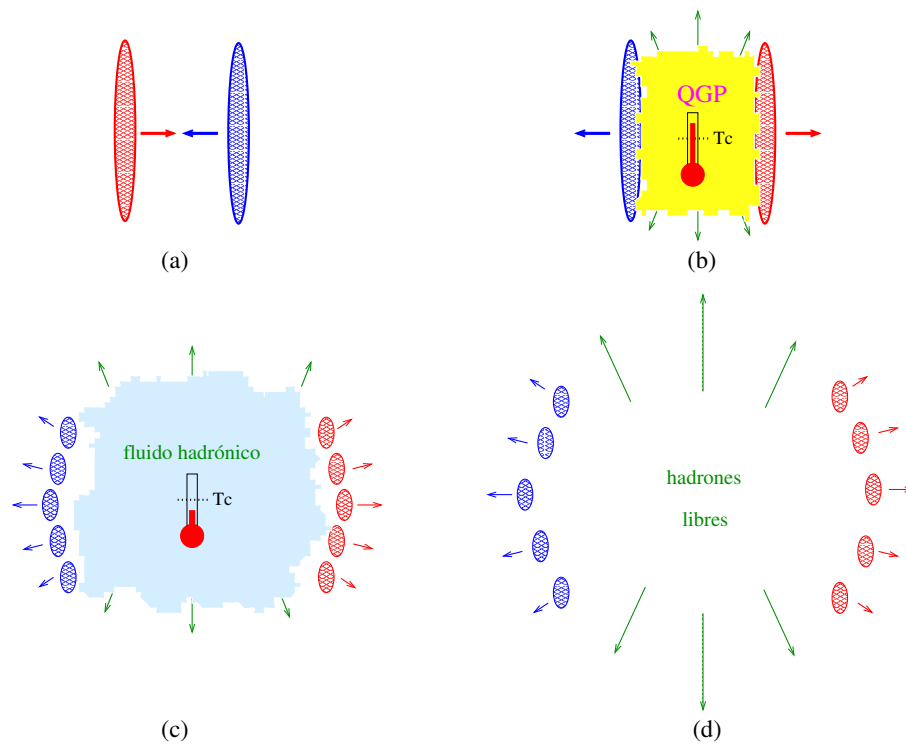 (a)
QGP
Tc
(b)
fluido hadrónico
Tc
(c)
hadrones
libres
(d)